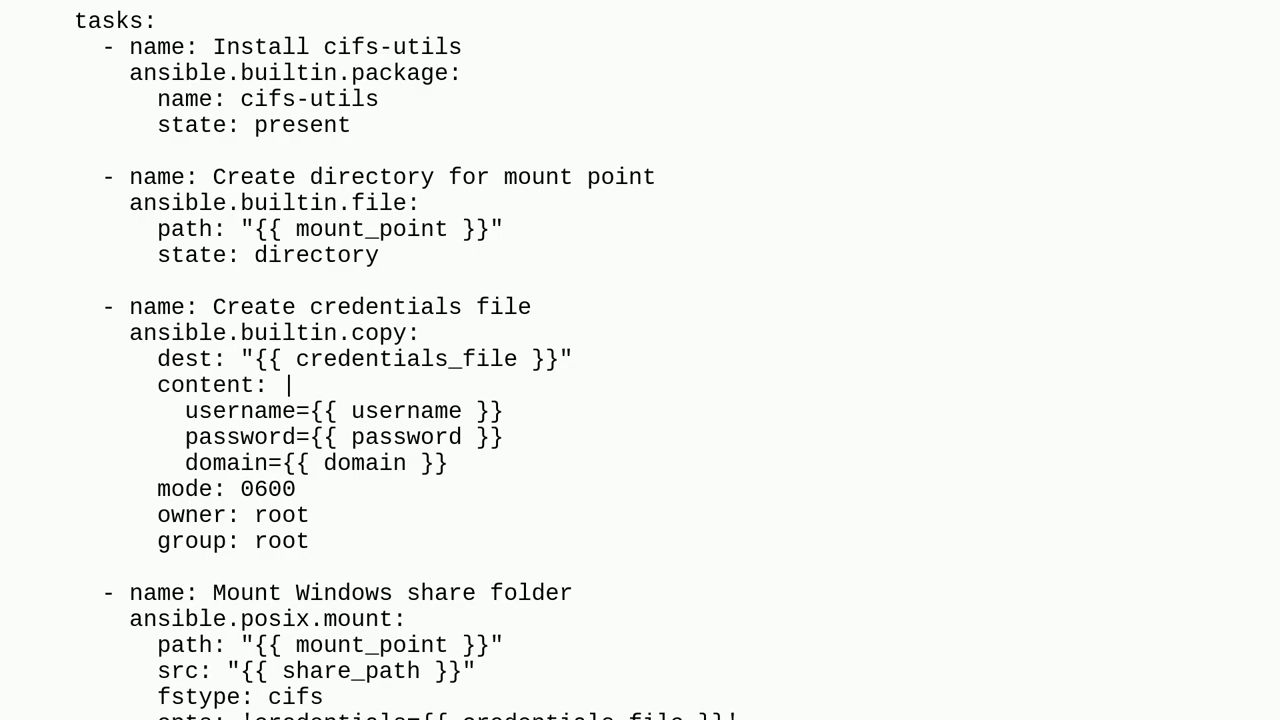 tasks:
  - name: Install cifs-utils
    ansible.builtin.package:
      name: cifs-utils
      state: present

  - name: Create directory for mount point
    ansible.builtin.file:
      path: "{{ mount_point }}"
      state: directory

  - name: Create credentials file
    ansible.builtin.copy:
      dest: "{{ credentials_file }}"
      content: |
        username={{ username }}
        password={{ password }}
        domain={{ domain }}
      mode: 0600
      owner: root
      group: root

  - name: Mount Windows share folder
    ansible.posix.mount:
      path: "{{ mount_point }}"
      src: "{{ share_path }}"
      fstype: cifs
      opts: 'credentials={{ credentials_file }}'